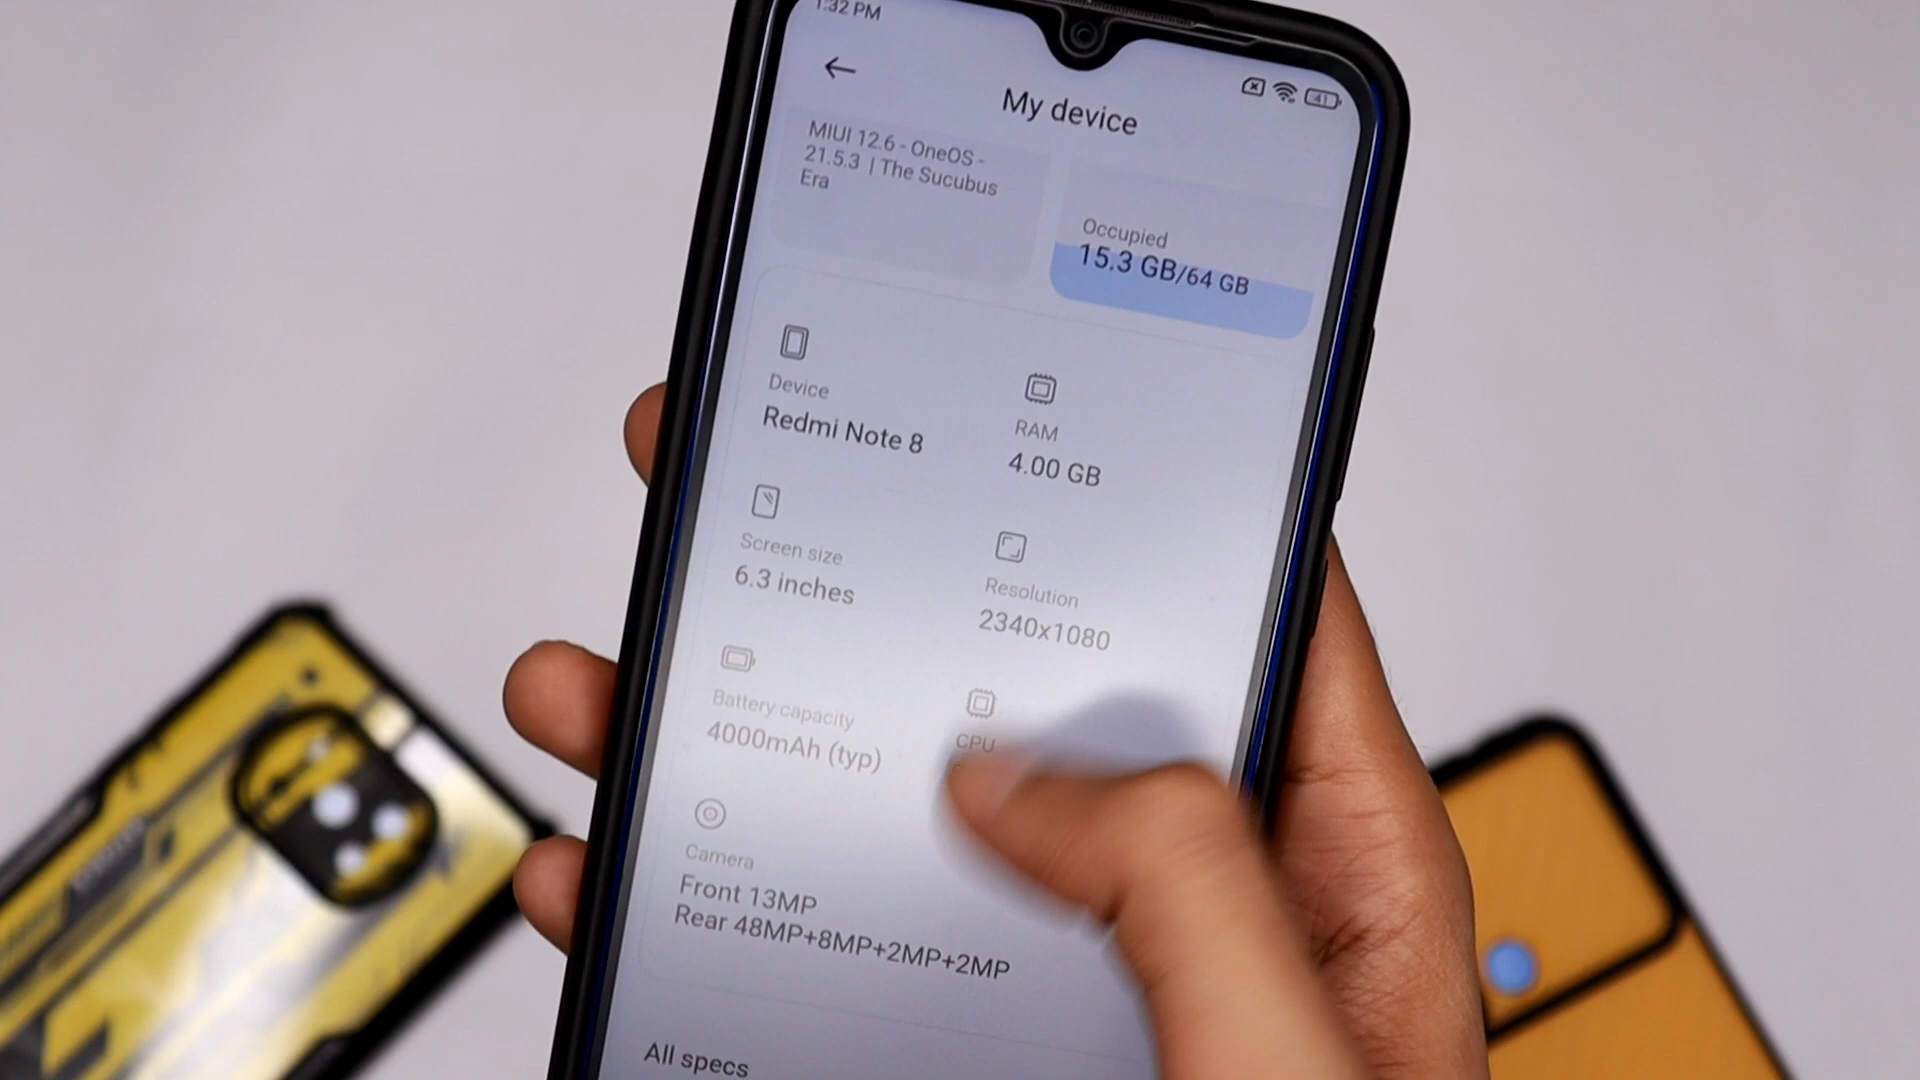 1:32 PM
41
My device
MIUI 12.6 - OneOS -
21.5.3 | The Sucubus
Era
Occupied
15.3 GB/64 GB
Device
Redmi Note 8
RAM
4.00 GB
Screen size
6.3 inches
Resolution
2340x1080
Battery capacity
4000mAh (typ)
CPU
Camera
Front 13MP
Rear 48MP+8MP+2MP+2MP
All specs